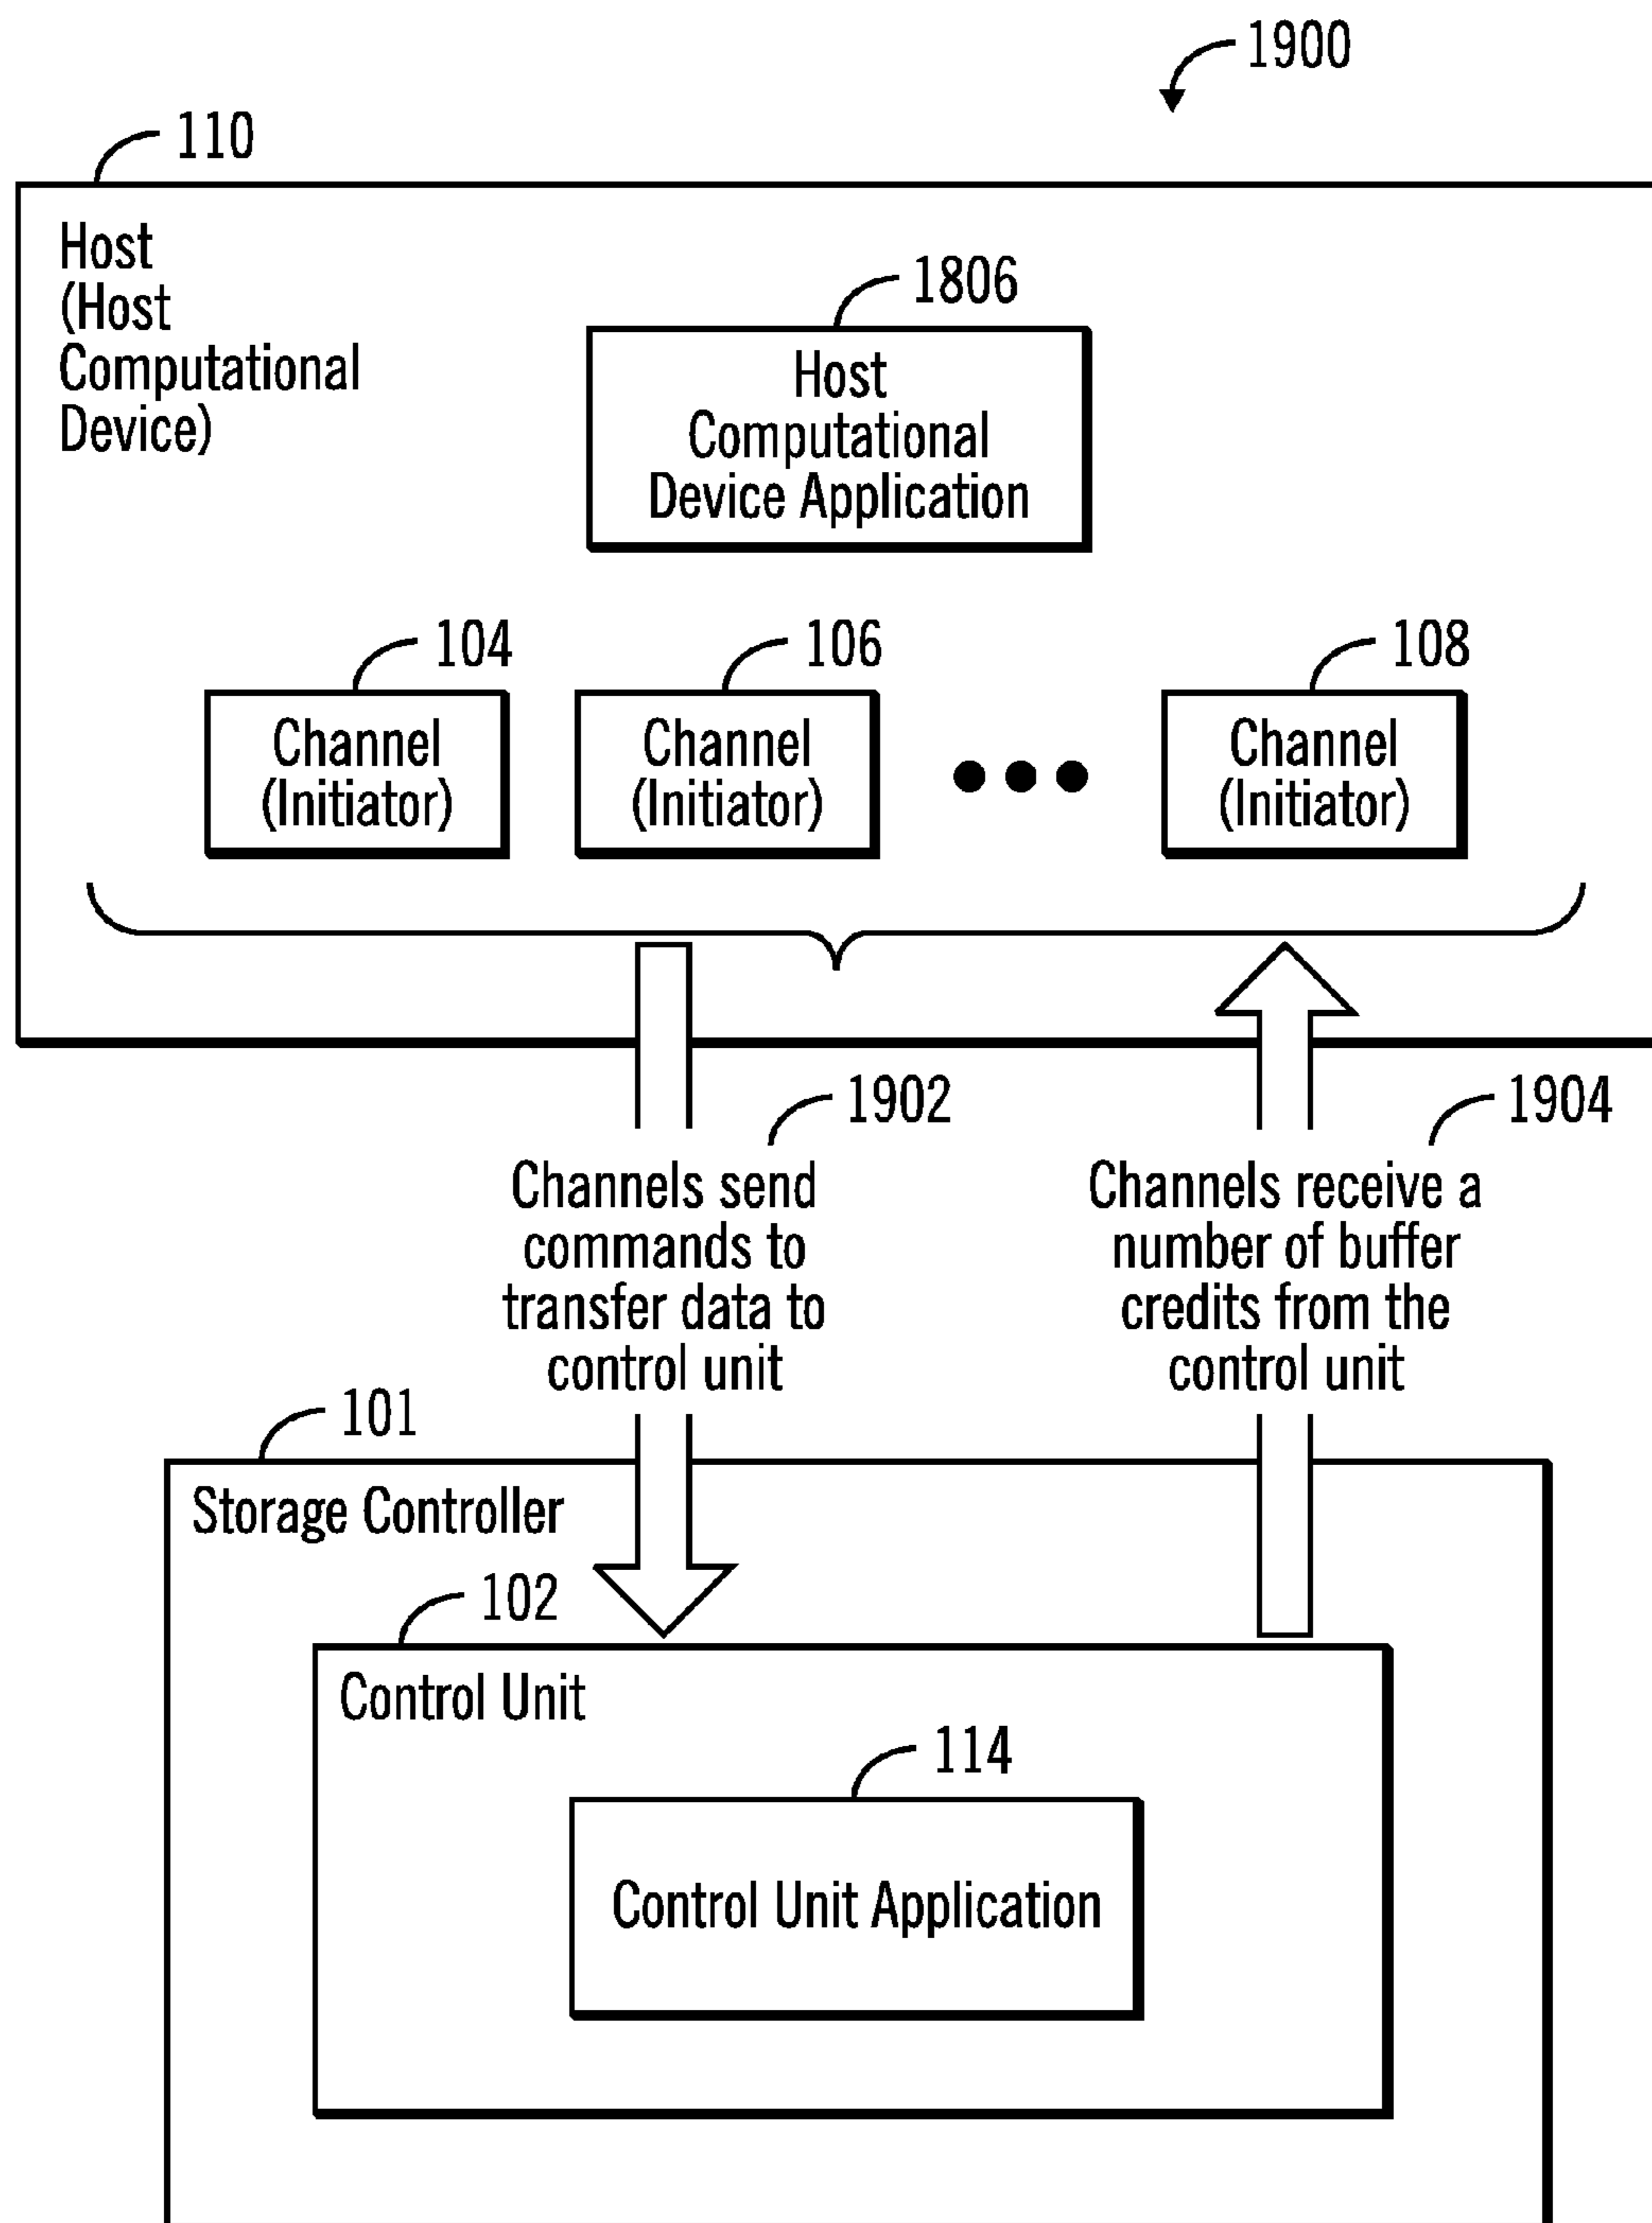 1900
110
Host
(Host
Computational
Device)
1806
Host
Computational
Device Application
104
106
108
Channel
(Initiator)
Channel
(Initiator)
Channel
(Initiator)
1902
Channels send
commands to
transfer data to
control unit
1904
Channels receive a
number of buffer
credits from the
control unit
101
Storage Controller
102
Control Unit
114
Control Unit Application